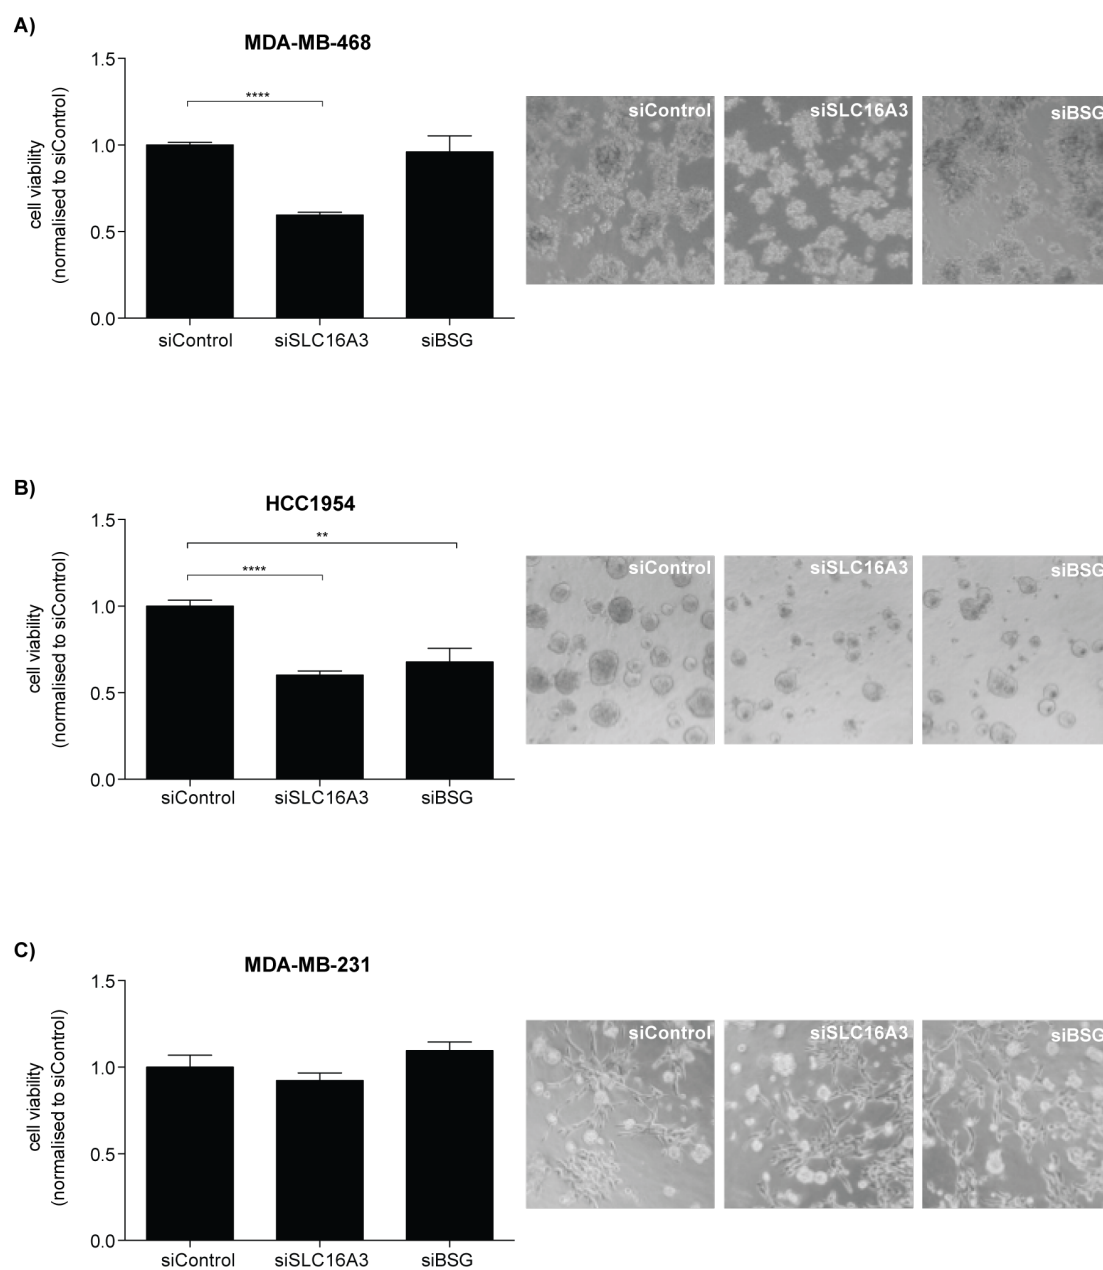 A)
MDA-MB-468
cell viability
(normalised to siControl)
1.5
1.0
0.5
0.0
****
siControl
siSLC16A3
siBSG
siControl
siSLC16A3
siBSG
B)
HCC1954
cell viability
(normalised to siControl)
1.5
1.0
0.5
0.0
**
****
siControl
siSLC16A3
siBSG
siControl
siSLC16A3
siBSG
C)
MDA-MB-231
cell viability
(normalised to siControl)
1.5
1.0
0.5
0.0
siControl
siSLC16A3
siBSG
siControl
siSLC16A3
siBSG